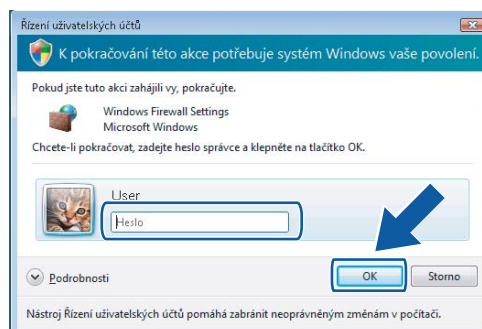 Řízení uživatelských účtů
K pokračování této akce potřebuje systém Windows vaše povolení.
Pokud jste tuto akci zahájili vy, pokračujte.
Windows Firewall Settings
Microsoft Windows
Chcete-li pokračovat, zadejte heslo správce a klepněte na tlačítko OK.
User
Heslo
Podrobnosti
OK
Storno
Nástroj Řízení uživatelských účtů pomáhá zabránit neoprávněným změnám v počítači.